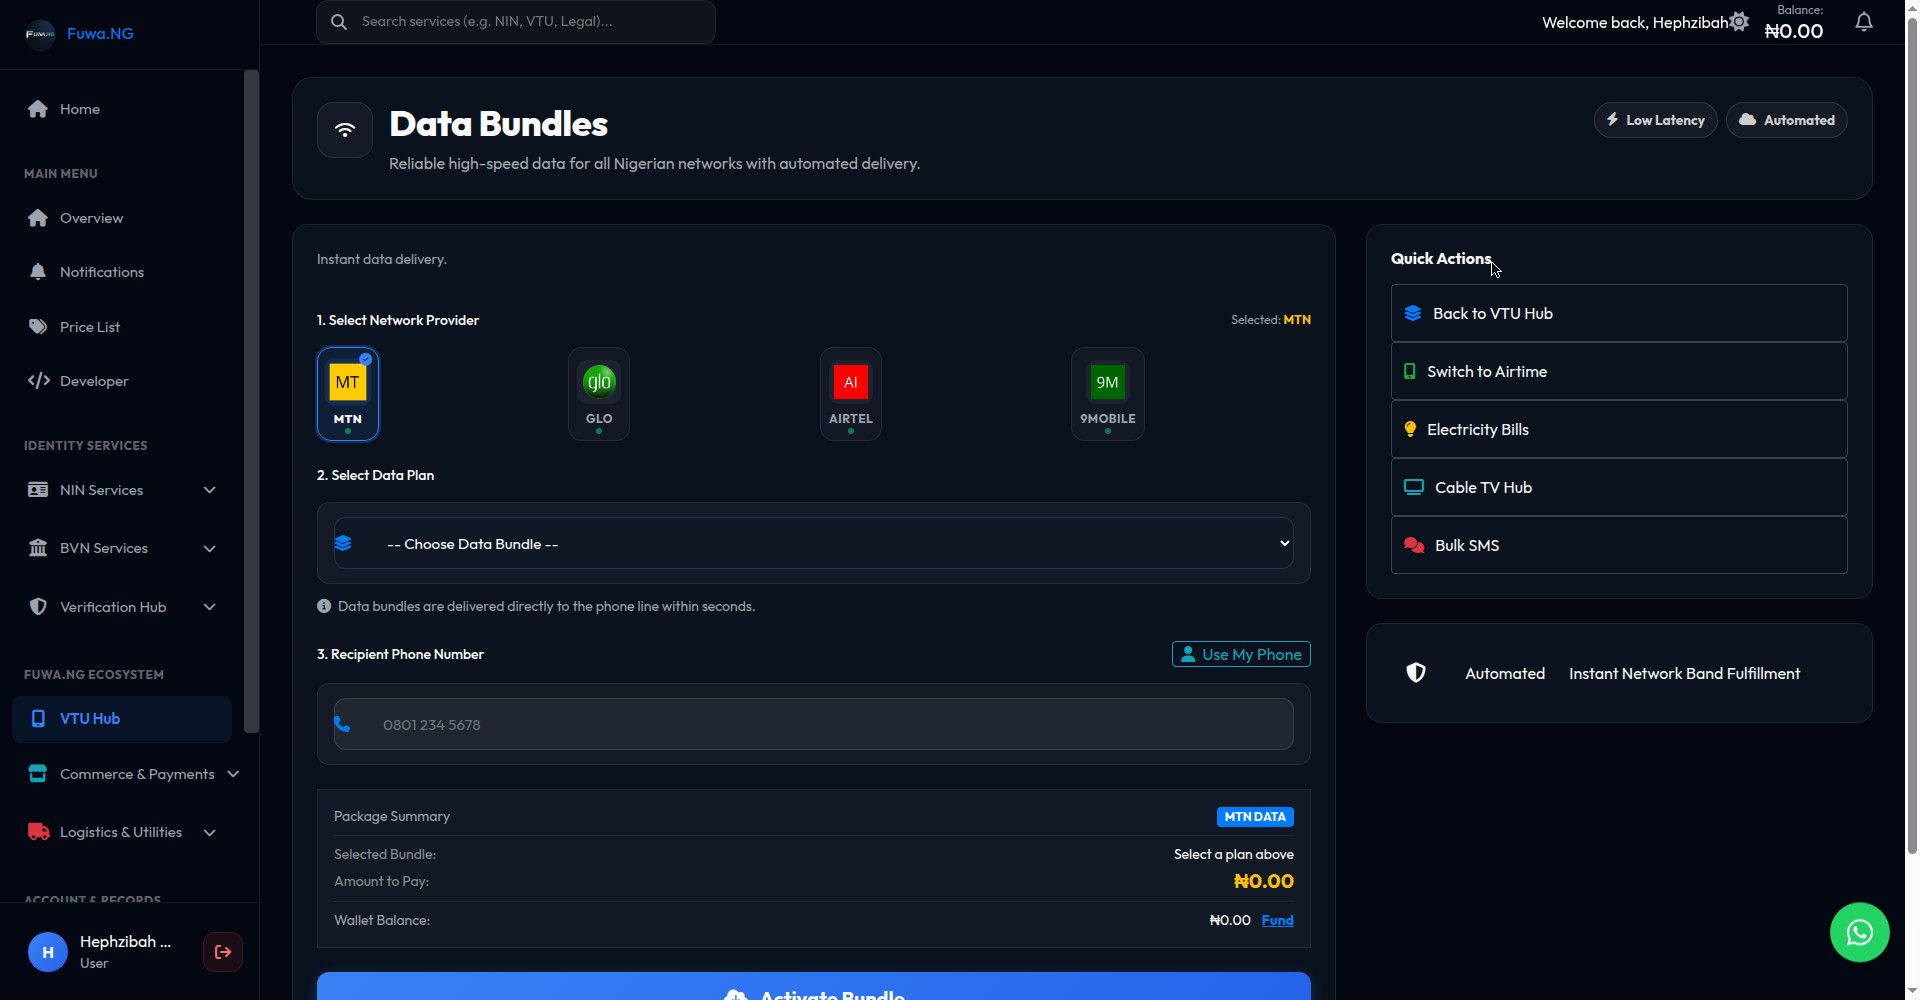 Fuwa.NG
Fuwa.NG
Home
MAIN MENU
Overview
Notifications
Price List
Developer
IDENTITY SERVICES
NIN Services
BVN Services
Verification Hub
FUWA.NG ECOSYSTEM
VTU Hub
Commerce & Payments
Logistics & Utilities
ACCOUNT & RECORDS
H
Hephzibah ...
User
Search services (e.g. NIN, VTU, Legal)...
Welcome back, Hephzibah
Balance:
₦0.00
Data Bundles
Reliable high-speed data for all Nigerian networks with automated delivery.
Low Latency
Automated
Instant data delivery.
1. Select Network Provider
Selected: MTN
MT
MTN
glo
GLO
AI
AIRTEL
9M
9MOBILE
2. Select Data Plan
-- Choose Data Bundle --
Data bundles are delivered directly to the phone line within seconds.
3. Recipient Phone Number
Use My Phone
0801 234 5678
Package Summary
MTN DATA
Selected Bundle:
Select a plan above
Amount to Pay:
₦0.00
Wallet Balance:
₦0.00 Fund
Activate Bundle
Quick Actions
Back to VTU Hub
Switch to Airtime
Electricity Bills
Cable TV Hub
Bulk SMS
Automated
Instant Network Band Fulfillment